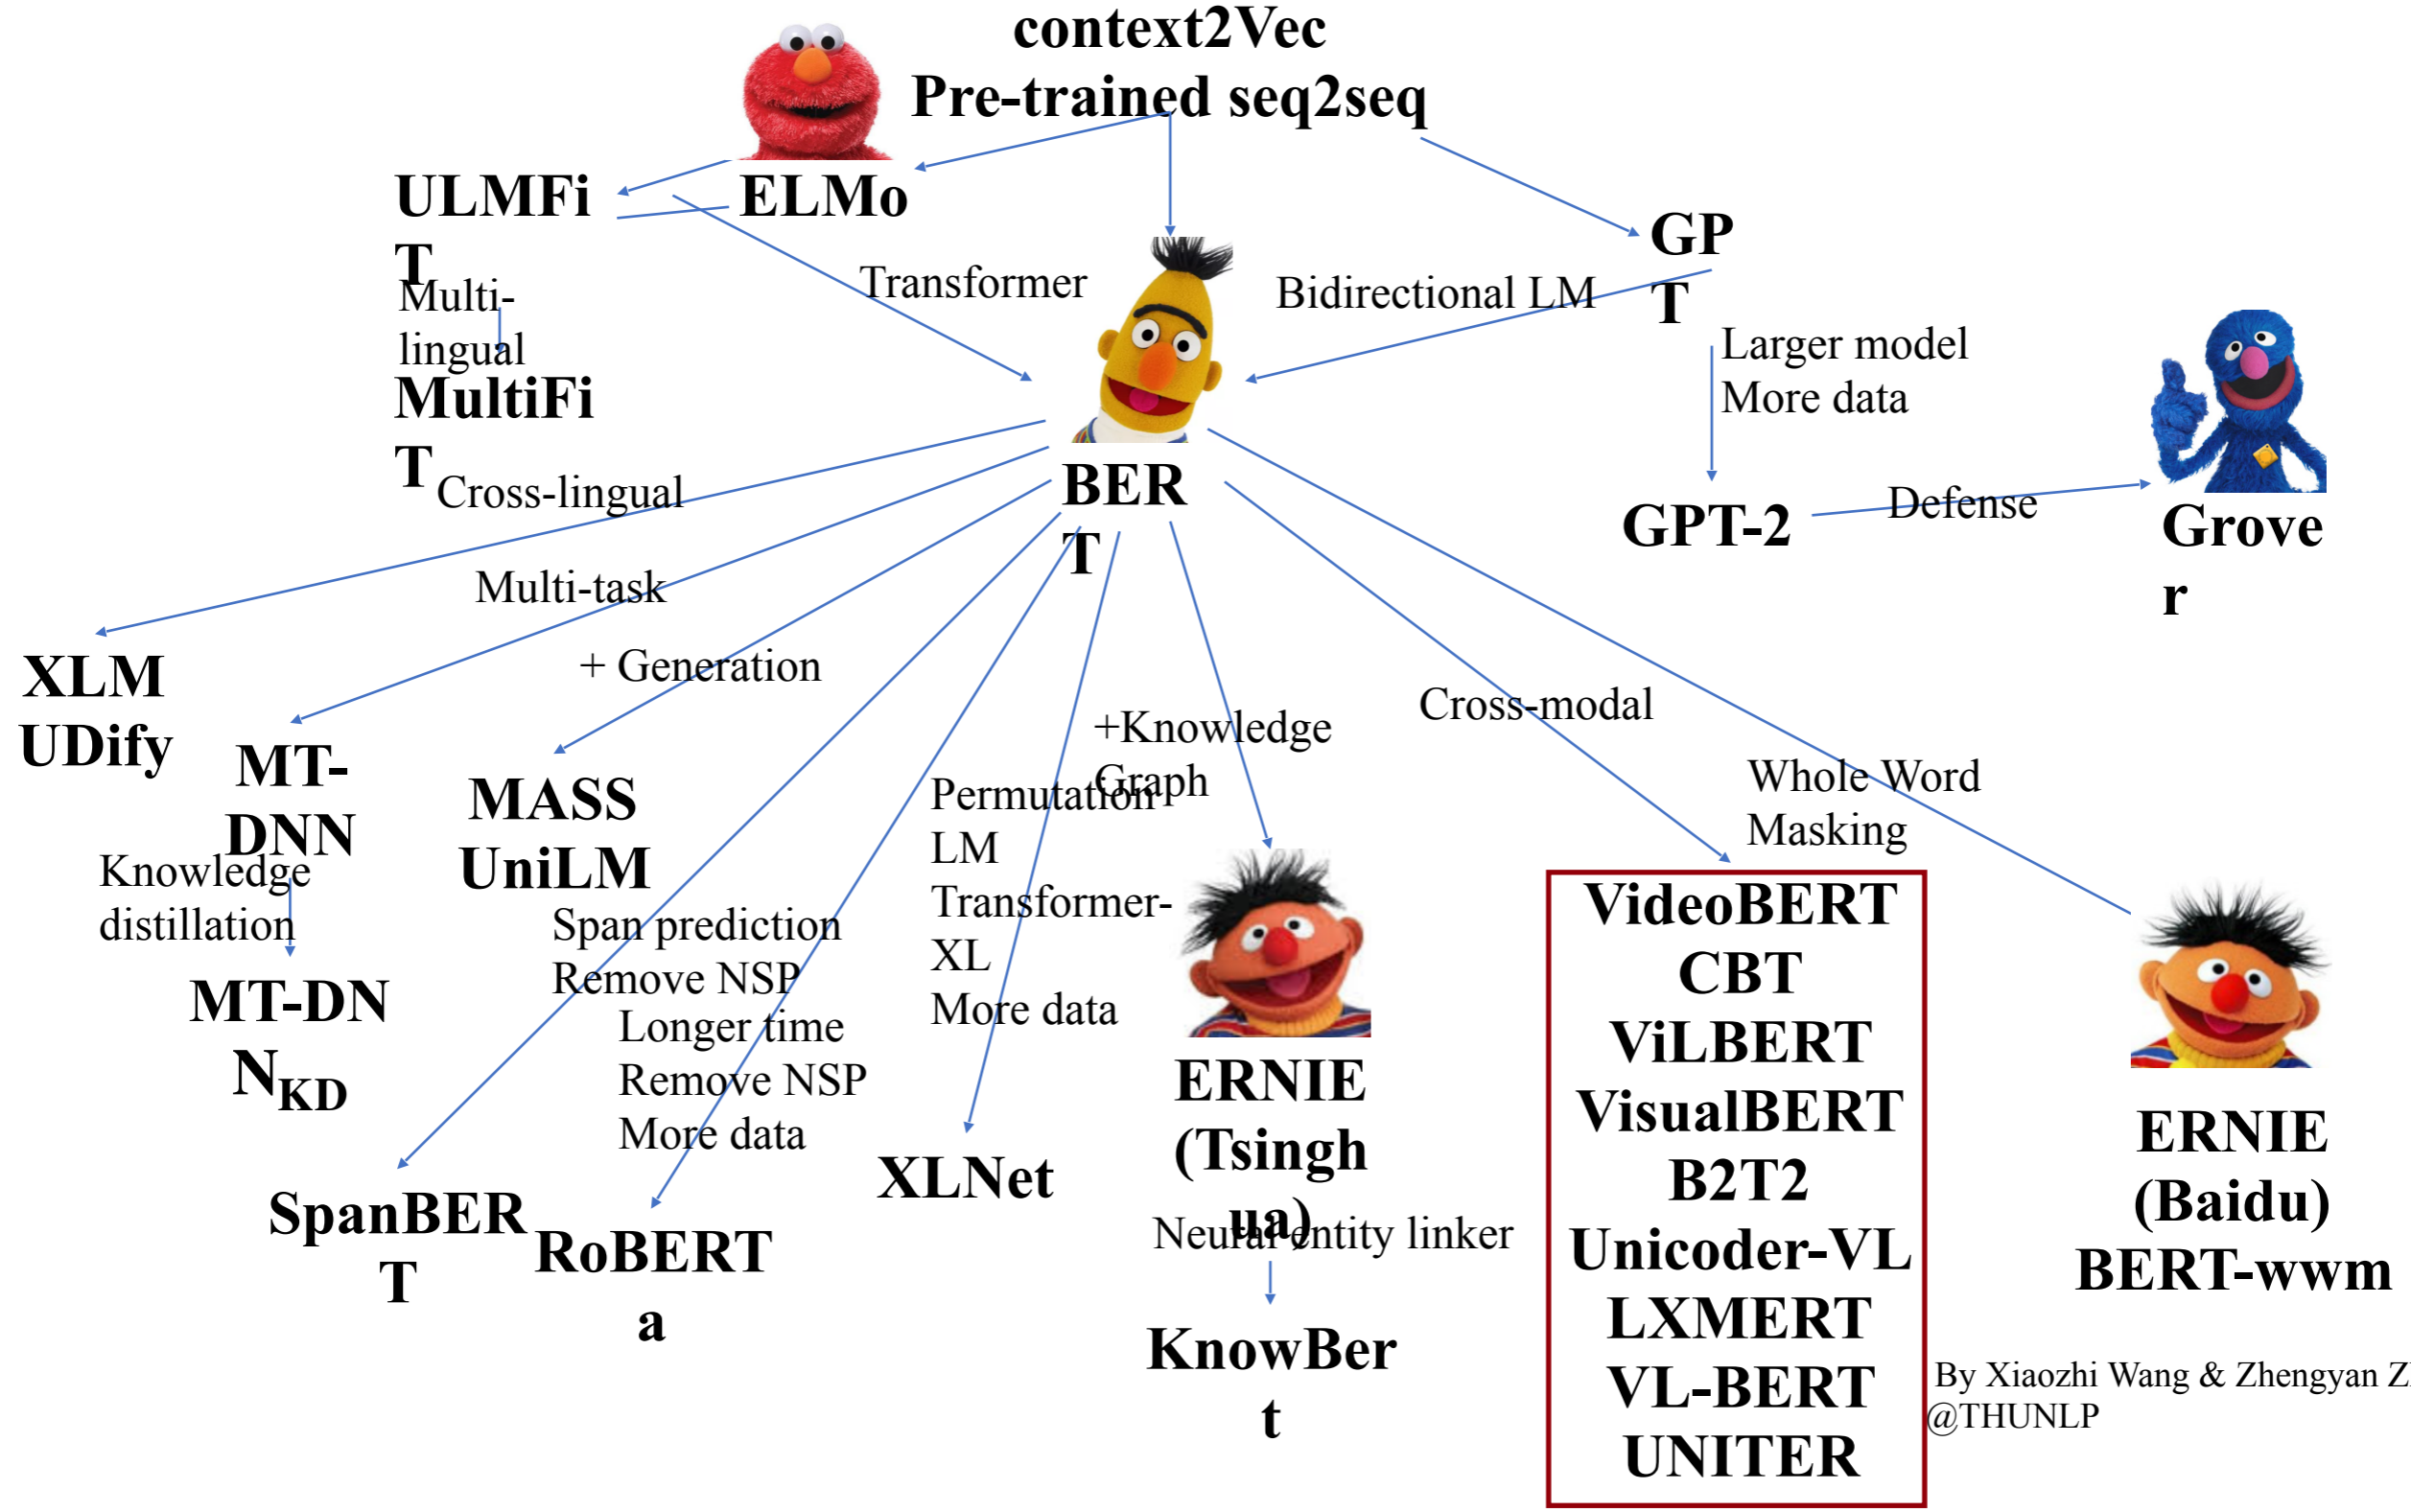 context2Vec
Pre-trained seq2seq
ULMFi
T
ELMo
GP
T
Transformer
Bidirectional LM
Multi-
lingual
MultiFi
T
Larger model
More data
Cross-lingual
BER
T
GPT-2
Defense
Grove
r
Multi-task
+ Generation
XLM
UDify
MT-
DNN
MASS
UniLM
+Knowledge
Graph
Cross-modal
Whole Word
Masking
Knowledge
distillation
Permutation
LM
Transformer-
XL
More data
Span prediction
Remove NSP
MT-DN
N_KD
Longer time
Remove NSP
More data
SpanBER
T
RoBERT
a
XLNet
ERNIE
(Tsingh
ua)
Neural entity linker
KnowBer
t
VideoBERT
CBT
ViLBERT
VisualBERT
B2T2
Unicoder-VL
LXMERT
VL-BERT
UNITER
ERNIE
(Baidu)
BERT-wwm
By Xiaozhi Wang & Zhengyan
@THUNLP